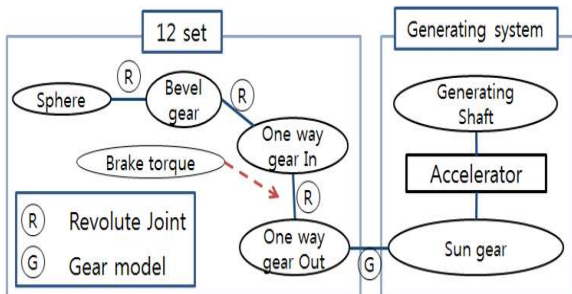 12 set
Generating system
R
Sphere
Bevel
gear
R
Generating
Shaft
One way
gear In
Brake torque
Accelerator
R
R Revolute Joint
One way
gear Out
Sun gear
G
G Gear model